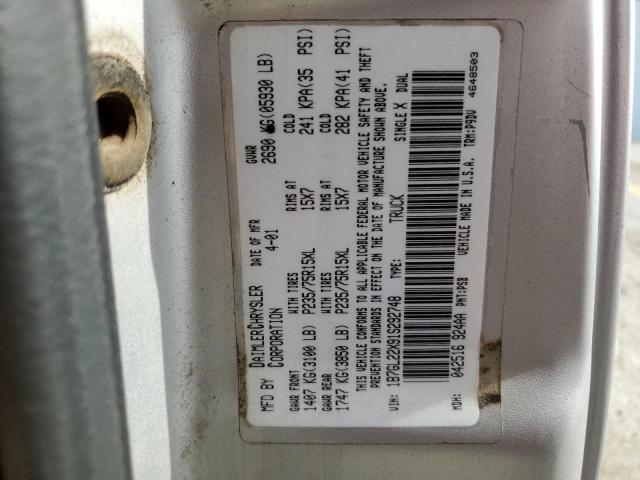 MFD BY DAIMLERCHRYSLER CORPORATION
DATE OF MFR 4-01
GVWR 2690 KG(05930 LB)
GAWR FRONT WITH TIRES RIMS AT COLD
1407 KG(3100 LB) P235/75R15XL 15X7 241 KPA(35 PSI)
GAWR REAR WITH TIRES RIMS AT COLD
1747 KG(3850 LB) P235/75R15XL 15X7 282 KPA(41 PSI)
THIS VEHICLE CONFORMS TO ALL APPLICABLE FEDERAL MOTOR VEHICLE SAFETY AND THEFT
PREVENTION STANDARDS IN EFFECT ON THE DATE OF MANUFACTURE SHOWN ABOVE.
VIN: 1B7GL22X91S292748 TYPE: TRUCK SINGLE X DUAL
MDH: 042516 924AA PNT:PSB VEHICLE MADE IN U.S.A. TRM:P9DV 4648503